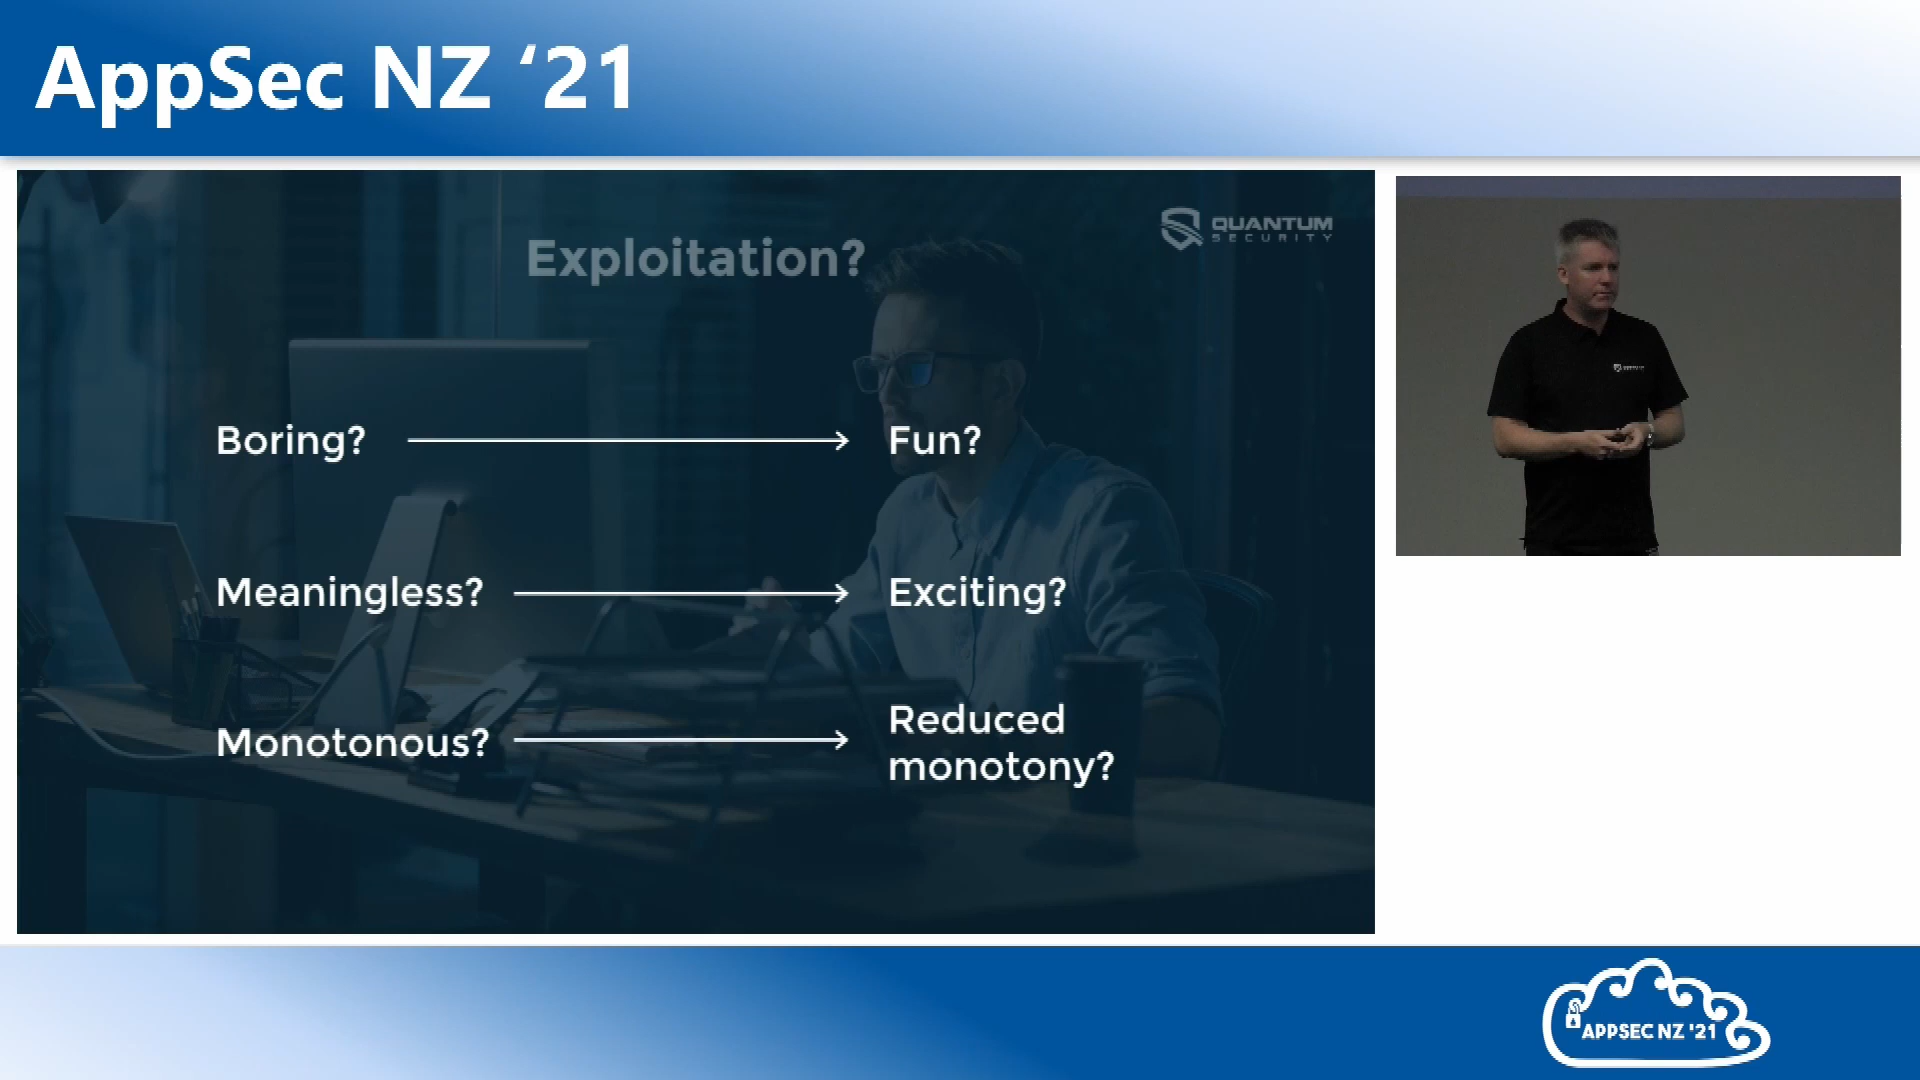 AppSec NZ ‘21
QUANTUM
SECURITY
Exploitation?
Boring? Fun?
Meaningless? Exciting?
Monotonous? Reduced
monotony?
APPSEC NZ '21